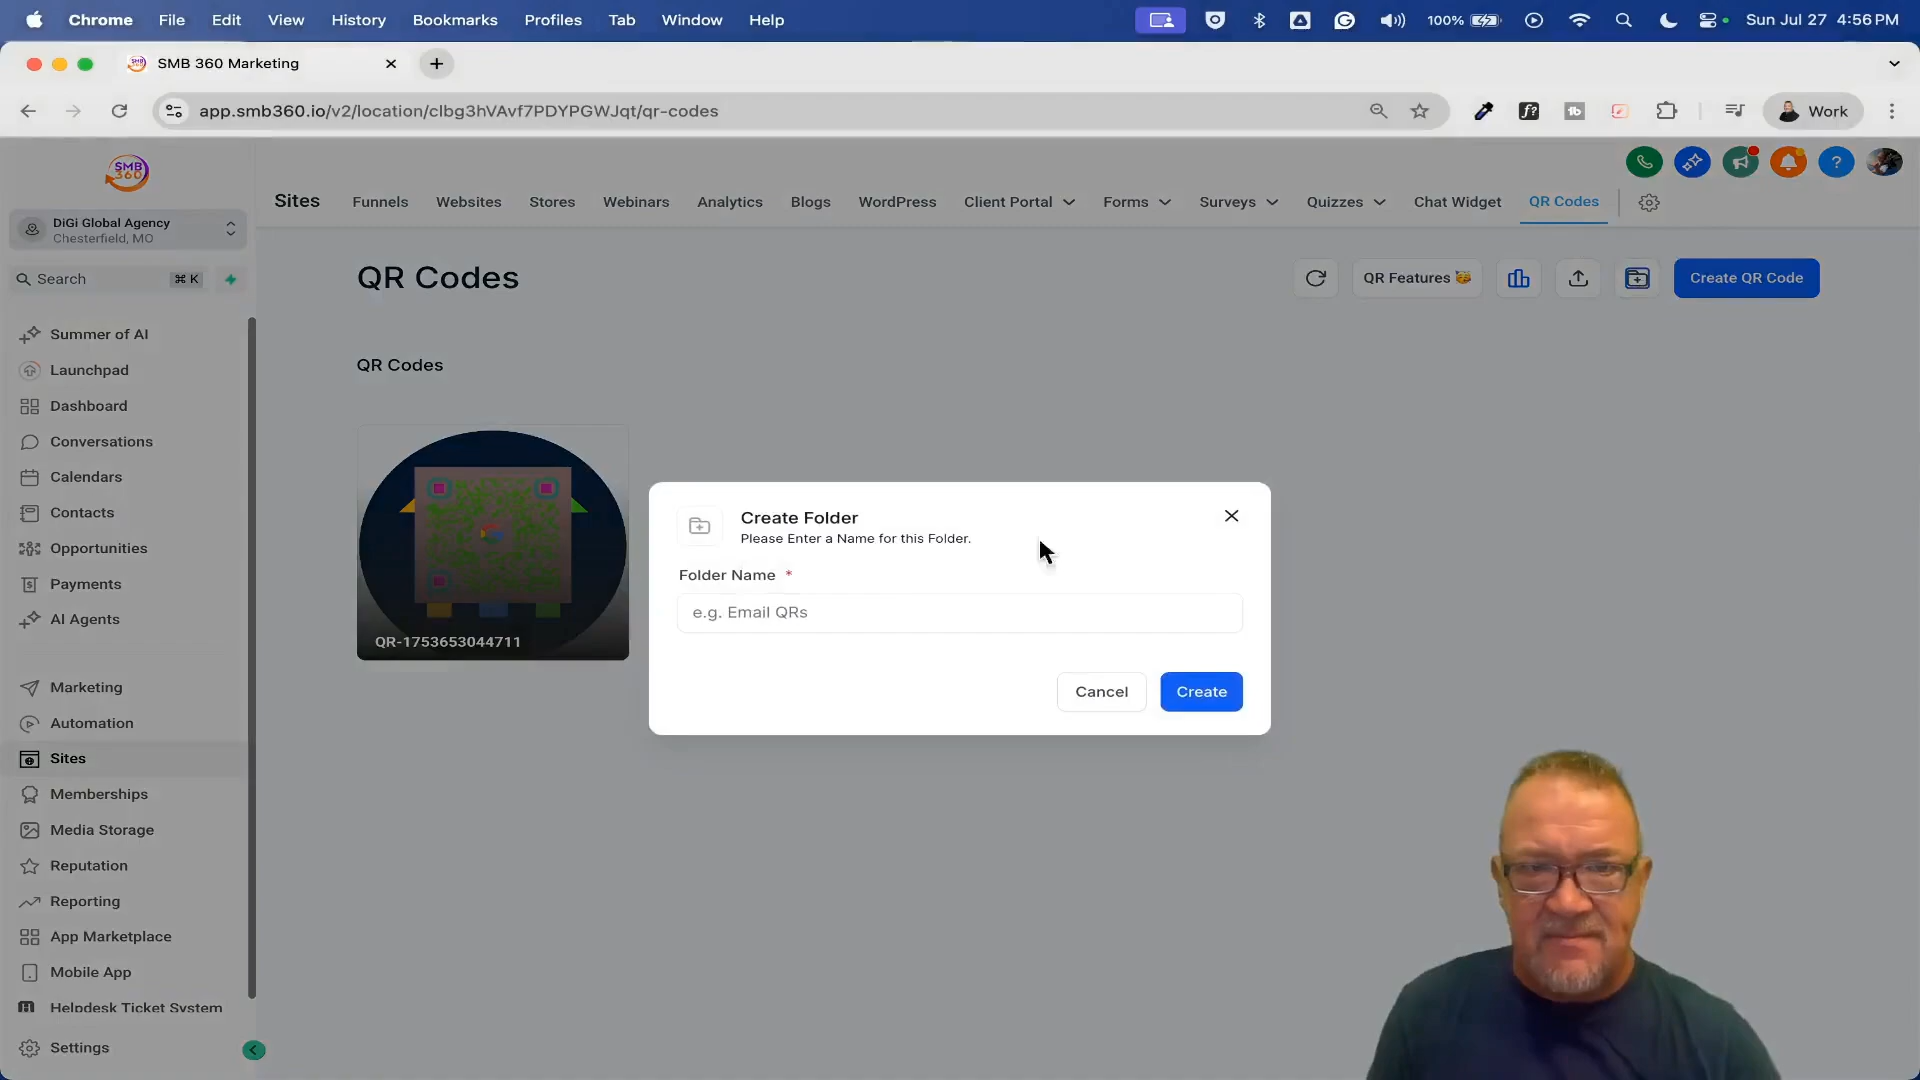 Chrome File Edit View History Bookmarks Profiles Tab Window Help 100% Sun Jul 27 4:56 PM
SMB 360 Marketing
app.smb360.io/v2/location/clbg3hVAvf7PDYPGWJqt/qr-codes Work
SMB
360
Sites Funnels Websites Stores Webinars Analytics Blogs WordPress Client Portal Forms Surveys Quizzes Chat Widget QR Codes
DiGi Global Agency
Chesterfield, MO
Search ⌘ K
QR Codes QR Features Create QR Code
QR Codes
Summer of AI
Launchpad
Dashboard
Conversations
Calendars
Contacts
Opportunities
Payments
AI Agents
Marketing
Automation
Sites
Memberships
Media Storage
Reputation
Reporting
App Marketplace
Mobile App
Helpdesk Ticket System
Settings
QR-1753653044711
Create Folder
Please Enter a Name for this Folder.
Folder Name *
e.g. Email QRs
Cancel Create